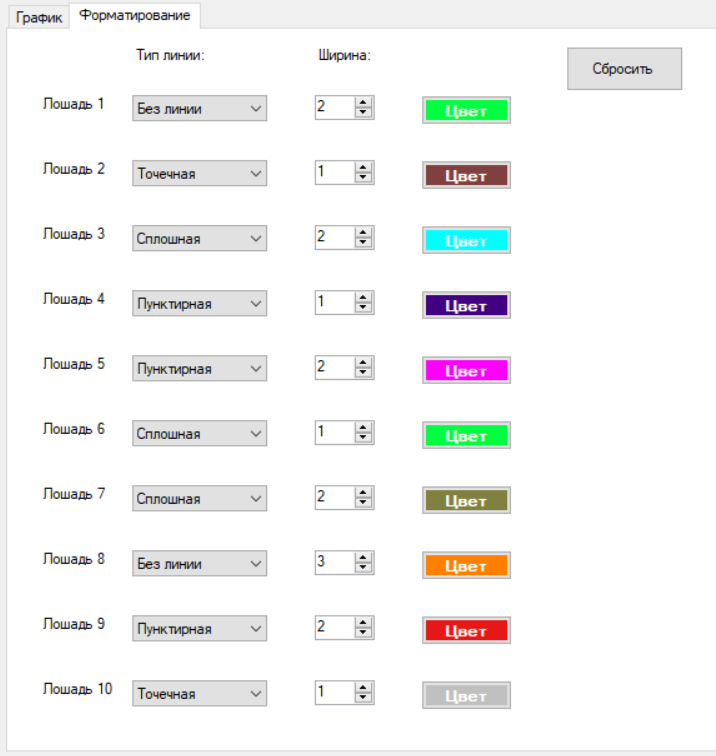 График Форматирование
Тип линии: Ширина: Сбросить
Лошадь 1 Без линии 2 Цвет
Лошадь 2 Точечная 1 Цвет
Лошадь 3 Сплошная 2 Цвет
Лошадь 4 Пунктирная 1 Цвет
Лошадь 5 Пунктирная 2 Цвет
Лошадь 6 Сплошная 1 Цвет
Лошадь 7 Сплошная 2 Цвет
Лошадь 8 Без линии 3 Цвет
Лошадь 9 Пунктирная 2 Цвет
Лошадь 10 Точечная 1 Цвет